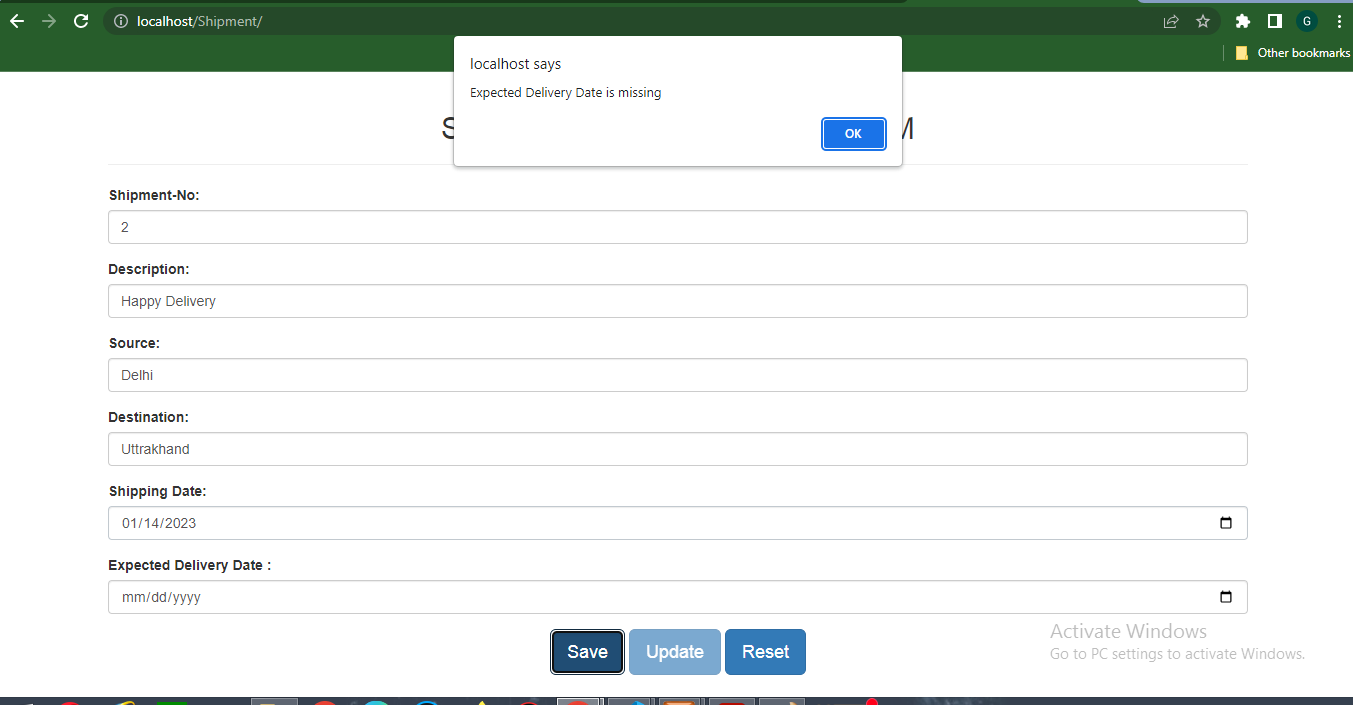 localhost/Shipment/
G
Other bookmarks
localhost says
Expected Delivery Date is missing
OK
Shipment-No:
2
Description:
Happy Delivery
Source:
Delhi
Destination:
Uttrakhand
Shipping Date:
01/14/2023
Expected Delivery Date :
mm/dd/yyyy
Save Update Reset
Activate Windows
Go to PC settings to activate Windows.